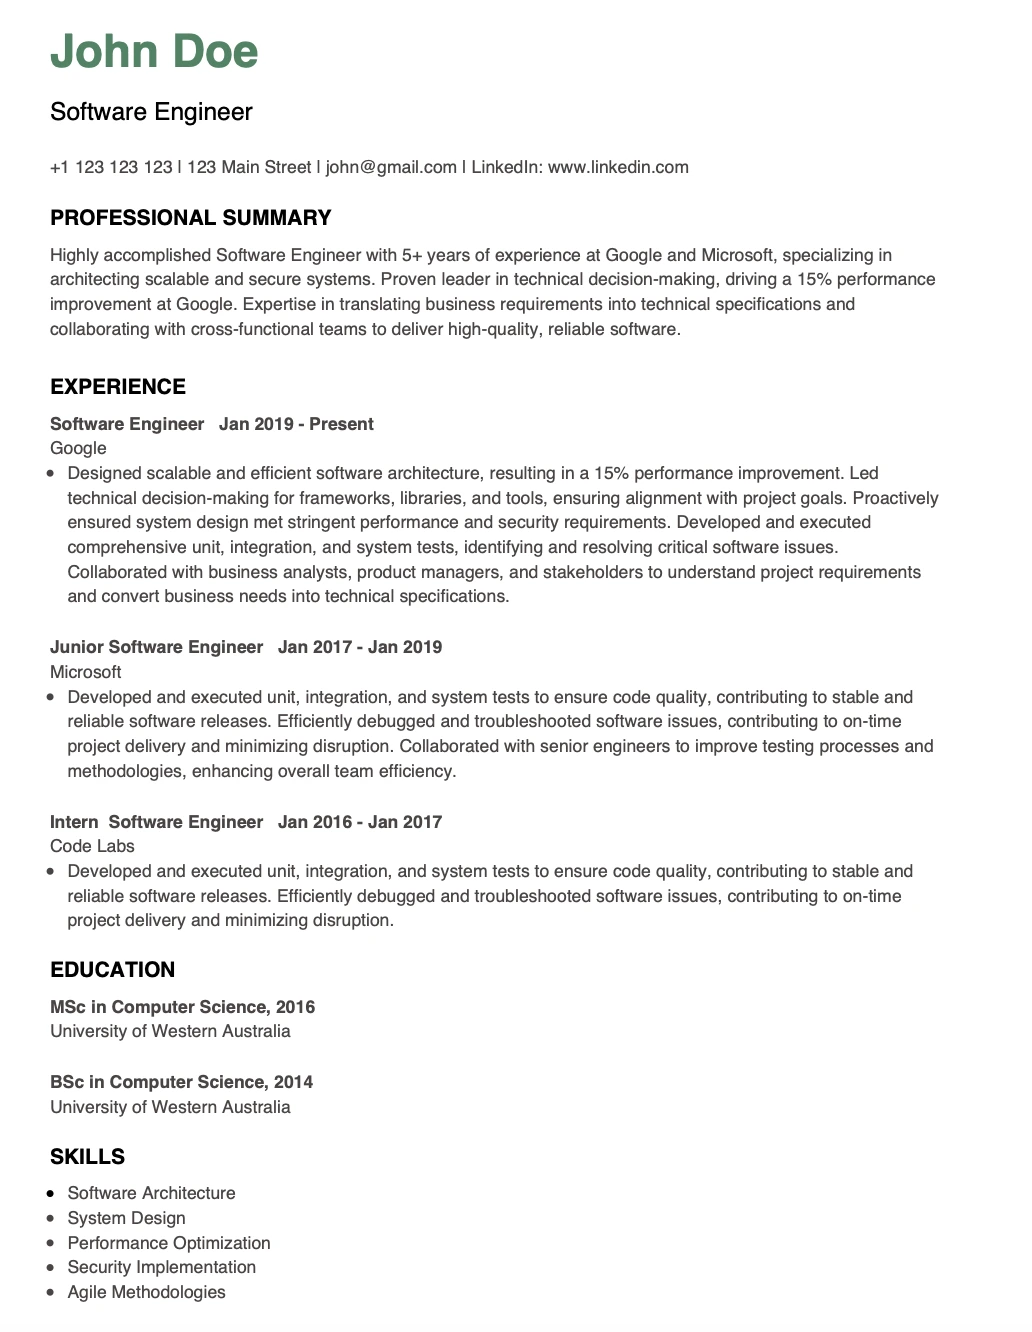 John Doe
Software Engineer
+1 123 123 123 | 123 Main Street | john@gmail.com | LinkedIn: www.linkedin.com
PROFESSIONAL SUMMARY
Highly accomplished Software Engineer with 5+ years of experience at Google and Microsoft, specializing in
architecting scalable and secure systems. Proven leader in technical decision-making, driving a 15% performance
improvement at Google. Expertise in translating business requirements into technical specifications and
collaborating with cross-functional teams to deliver high-quality, reliable software.
EXPERIENCE
Software Engineer   Jan 2019 - Present
Google
• Designed scalable and efficient software architecture, resulting in a 15% performance improvement. Led
technical decision-making for frameworks, libraries, and tools, ensuring alignment with project goals. Proactively
ensured system design met stringent performance and security requirements. Developed and executed
comprehensive unit, integration, and system tests, identifying and resolving critical software issues.
Collaborated with business analysts, product managers, and stakeholders to understand project requirements
and convert business needs into technical specifications.
Junior Software Engineer   Jan 2017 - Jan 2019
Microsoft
• Developed and executed unit, integration, and system tests to ensure code quality, contributing to stable and
reliable software releases. Efficiently debugged and troubleshooted software issues, contributing to on-time
project delivery and minimizing disruption. Collaborated with senior engineers to improve testing processes and
methodologies, enhancing overall team efficiency.
Intern  Software Engineer   Jan 2016 - Jan 2017
Code Labs
• Developed and executed unit, integration, and system tests to ensure code quality, contributing to stable and
reliable software releases. Efficiently debugged and troubleshooted software issues, contributing to on-time
project delivery and minimizing disruption.
EDUCATION
MSc in Computer Science, 2016
University of Western Australia
BSc in Computer Science, 2014
University of Western Australia
SKILLS
• Software Architecture
• System Design
• Performance Optimization
• Security Implementation
• Agile Methodologies